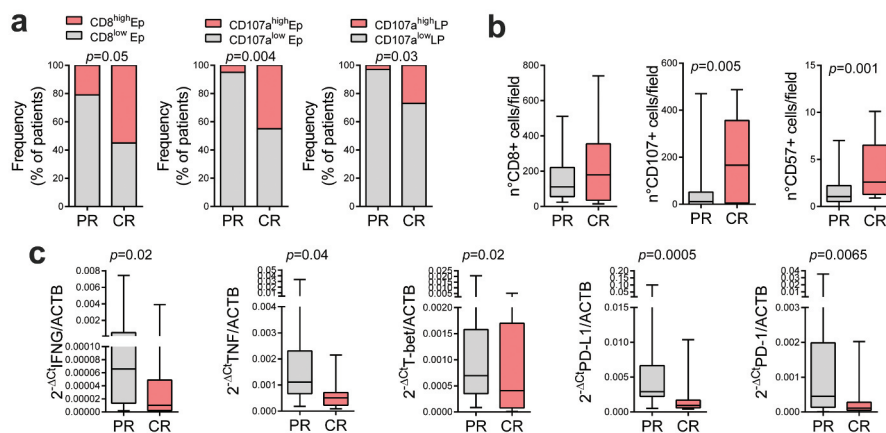 a
CD8highEp
CD8lowEp
p=0.05
Frequency
(% of patients)
100
80
60
40
20
0
PR CR
CD107ahighEp
CD107alowEp
p=0.004
Frequency
(% of patients)
100
80
60
40
20
0
PR CR
CD107ahighLP
CD107alowLP
p=0.03
Frequency
(% of patients)
100
80
60
40
20
0
PR CR
b
n°CD8+ cells/field
800
600
400
200
0
PR CR
p=0.005
n°CD107+ cells/field
600
400
200
0
PR CR
p=0.001
n°CD57+ cells/field
15
10
5
0
PR CR
c
p=0.02
2-ΔCtIFNG/ACTB
0.008
0.006
0.004
0.002
0.00010
0.00008
0.00006
0.00004
0.00002
0.00000
PR CR
p=0.04
2-ΔCtTNF/ACTB
0.05
0.04
0.03
0.02
0.01
0.004
0.003
0.002
0.001
0.000
PR CR
p=0.02
2-ΔCtT-bet/ACTB
0.025
0.020
0.015
0.010
0.005
0.0020
0.0015
0.0010
0.0005
0.0000
PR CR
p=0.0005
2-ΔCtPD-L1/ACTB
0.20
0.15
0.10
0.05
0.015
0.010
0.005
0.000
PR CR
p=0.0065
2-ΔCtPD-1/ACTB
0.04
0.03
0.02
0.01
0.003
0.002
0.001
0.000
PR CR